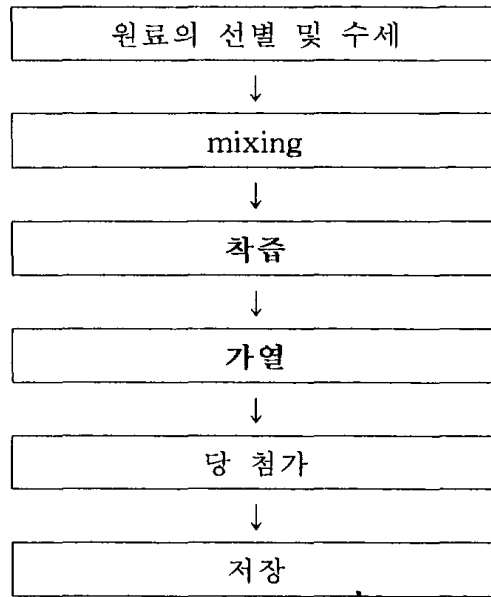 원료의 선별 및 수세
↓
mixing
↓
착즙
↓
가열
↓
당 첨가
↓
저장